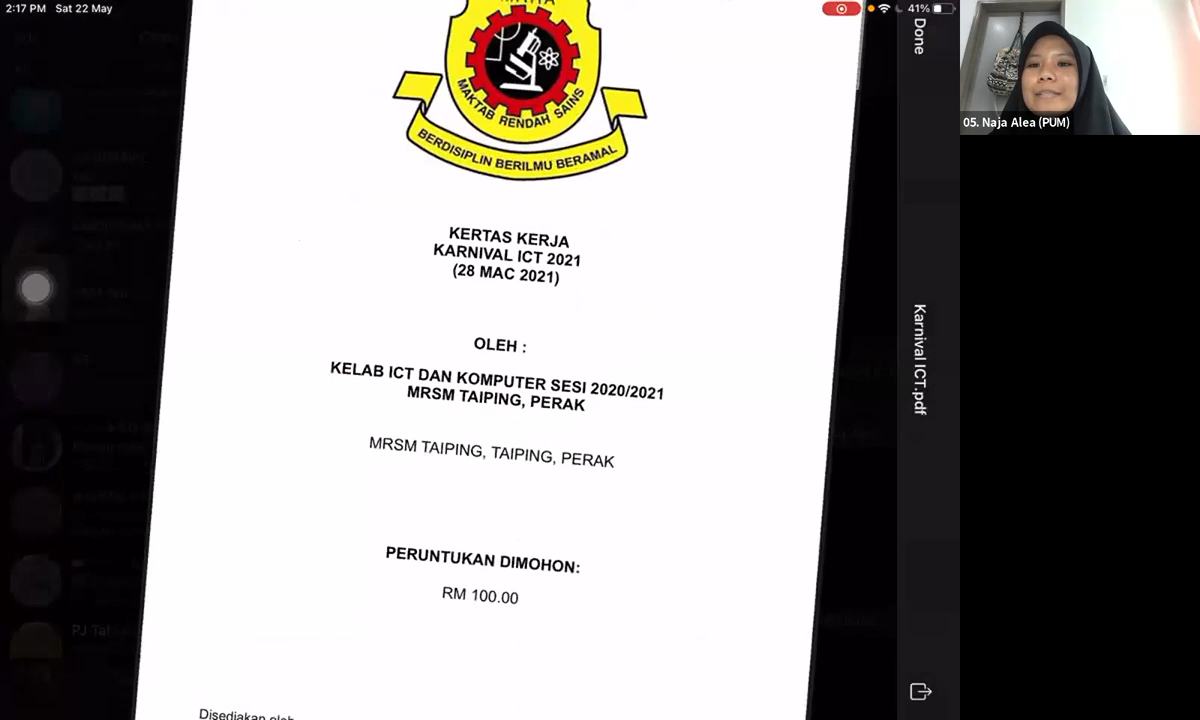 2:17 PM Sat 22 May
41%
Done
05. Naja Alea (PUM)
MAKTAB RENDAH SAINS
BERDISIPLIN BERILMU BERAMAL
KERTAS KERJA
KARNIVAL ICT 2021
(28 MAC 2021)
OLEH :
KELAB ICT DAN KOMPUTER SESI 2020/2021
MRSM TAIPING, PERAK
MRSM TAIPING, TAIPING, PERAK
PERUNTUKAN DIMOHON:
RM 100.00
Disediakan oleh
Karnival ICT.pdf